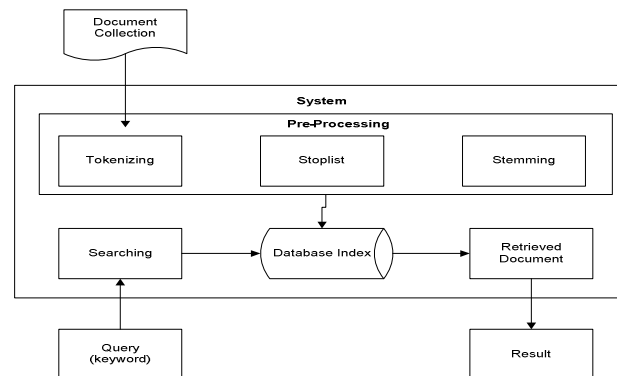 Document
Collection
System
Pre-Processing
Tokenizing
Stoplist
Stemming
Searching
Database Index
Retrieved
Document
Query
(keyword)
Result